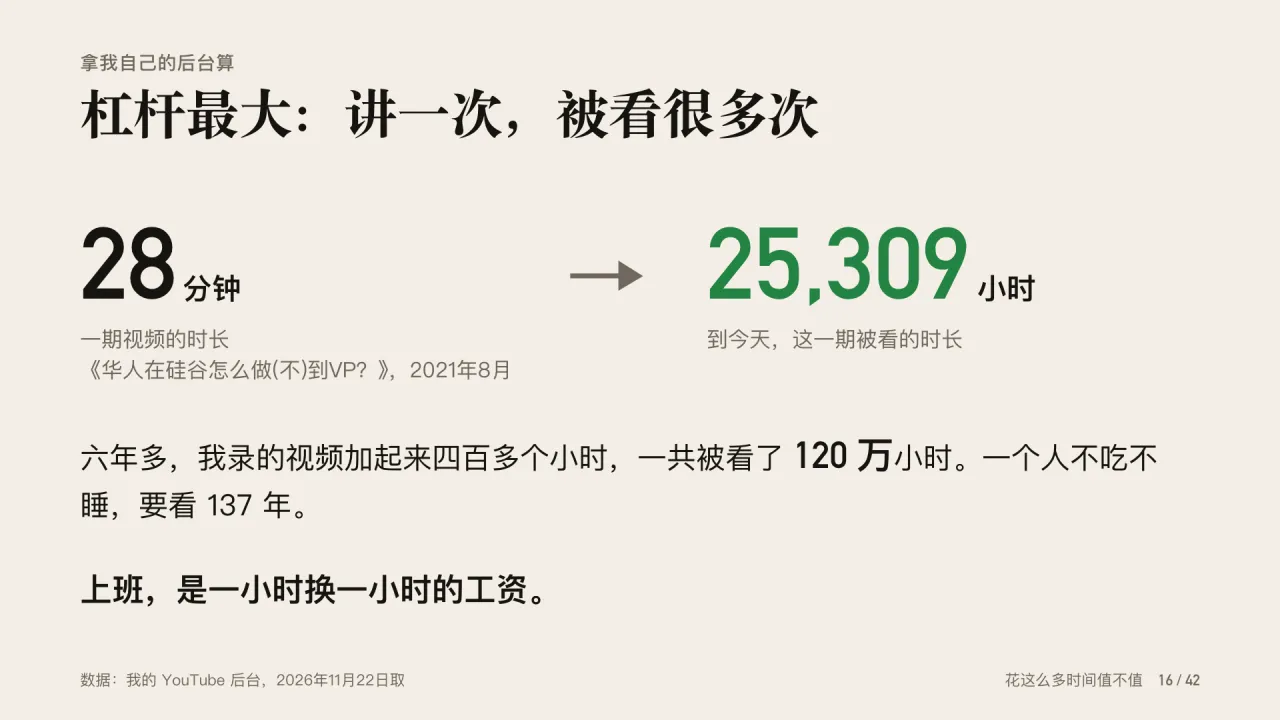 拿我自己的后台算
杠杆最大：讲一次，被看很多次
28 分钟
25,309 小时
一期视频的时长
《华人在硅谷怎么做(不)到VP？》，2021年8月
到今天，这一期被看的时长
六年多，我录的视频加起来四百多个小时，一共被看了 120 万小时。一个人不吃不
睡，要看 137 年。
上班，是一小时换一小时的工资。
数据：我的 YouTube 后台，2026年11月22日取
花这么多时间值不值 16 / 42